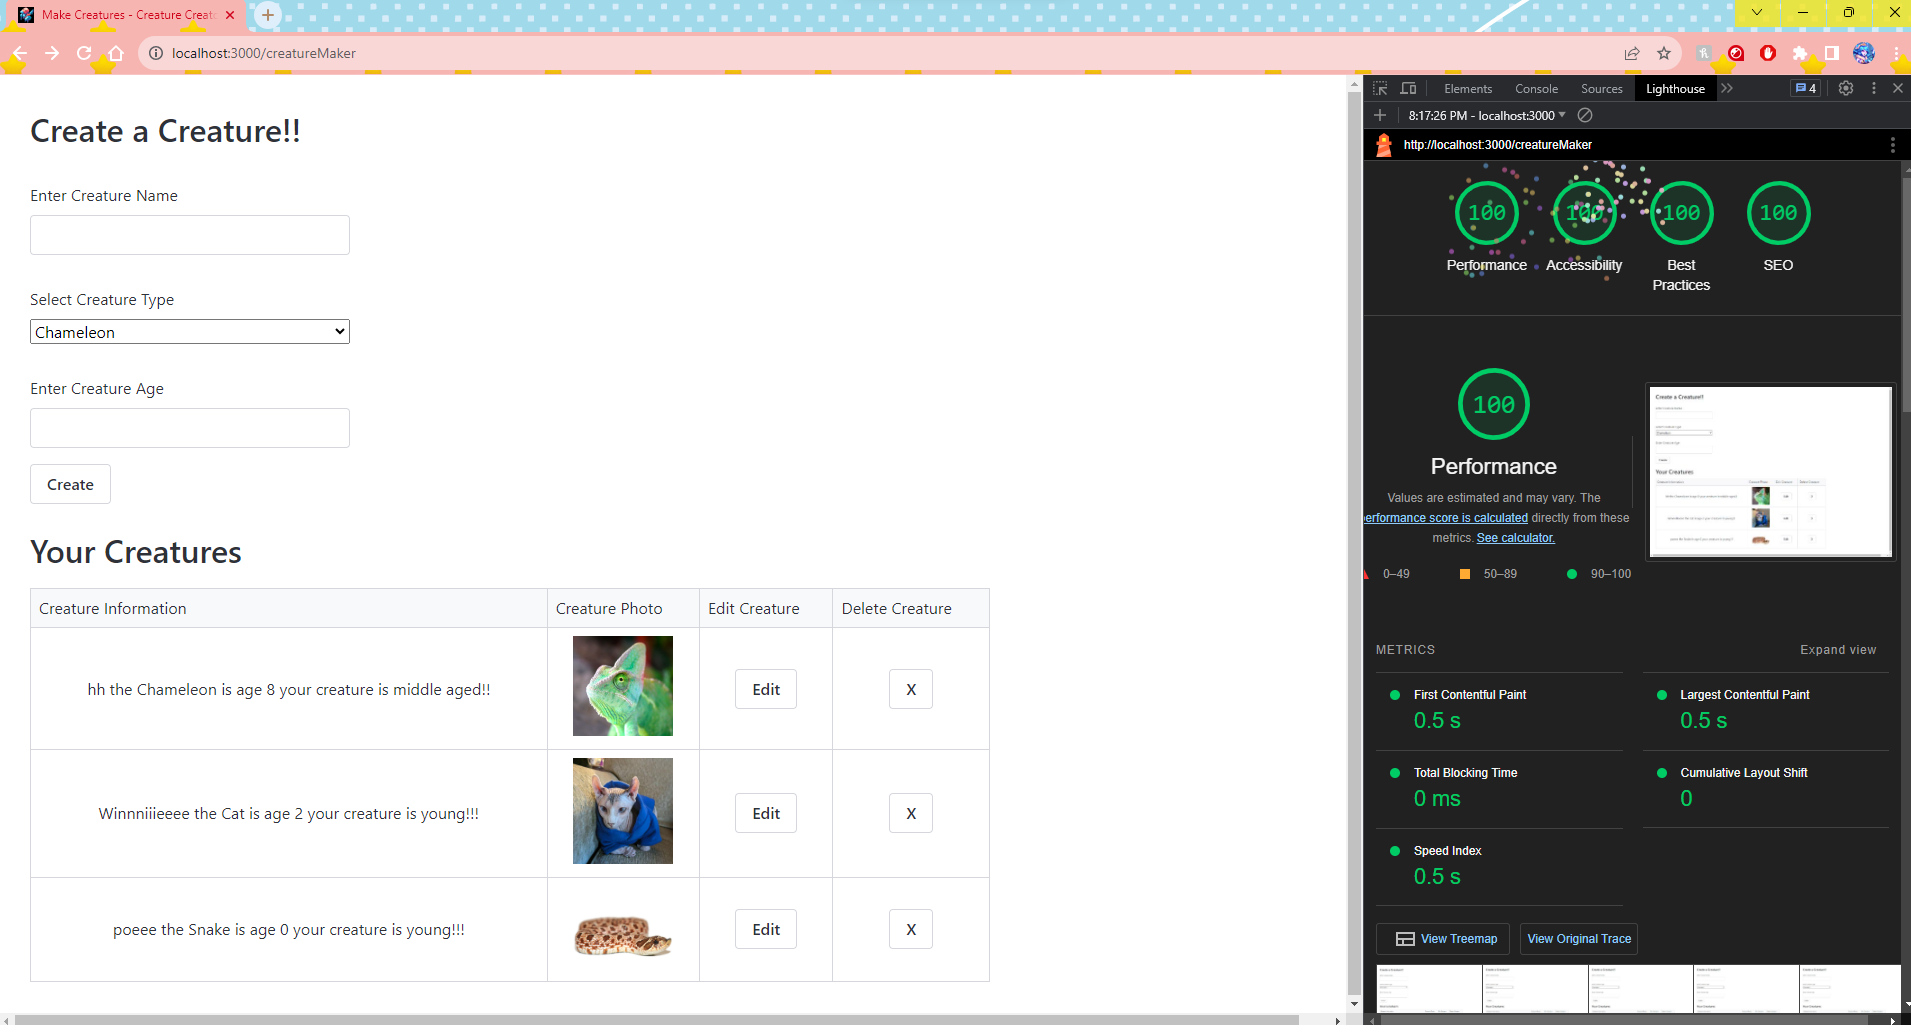 Make Creatures - Creature Creat
localhost:3000/creatureMaker
Create a Creature!!
Enter Creature Name
Select Creature Type
Chameleon
Enter Creature Age
Create
Your Creatures
Creature Information Creature Photo Edit Creature Delete Creature
hh the Chameleon is age 8 your creature is middle aged!! Edit X
Winnniiieeee the Cat is age 2 your creature is young!!! Edit X
poeee the Snake is age 0 your creature is young!!! Edit X
Elements Console Sources Lighthouse 4
8:17:26 PM - localhost:3000
http://localhost:3000/creatureMaker
100 100 100 100
Performance Accessibility Best Practices SEO
100
Performance
Values are estimated and may vary. The
erformance score is calculated directly from these
metrics. See calculator.
0–49 50–89 90–100
METRICS Expand view
First Contentful Paint Largest Contentful Paint
0.5 s 0.5 s
Total Blocking Time Cumulative Layout Shift
0 ms 0
Speed Index
0.5 s
View Treemap View Original Trace